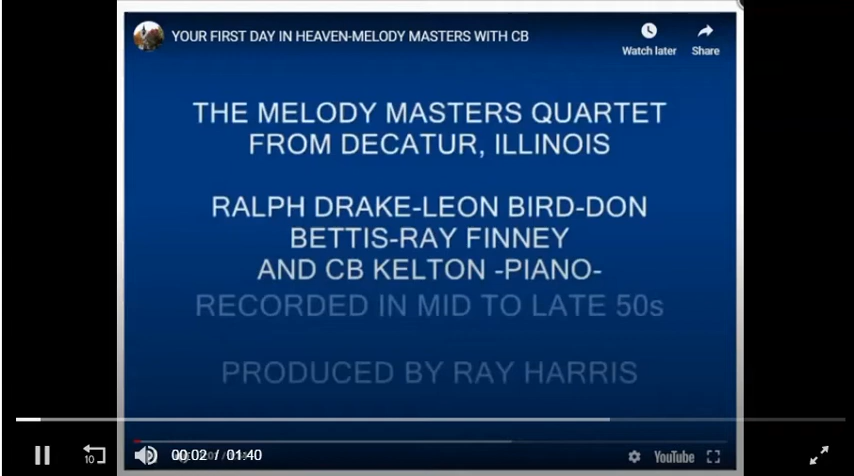 YOUR FIRST DAY IN HEAVEN-MELODY MASTERS WITH CB
Watch later
Share
THE MELODY MASTERS QUARTET
FROM DECATUR, ILLINOIS
RALPH DRAKE-LEON BIRD-DON
BETTIS-RAY FINNEY
AND CB KELTON -PIANO-
RECORDED IN MID TO LATE 50s
PRODUCED BY RAY HARRIS
10
00:02 / 01:40
YouTube